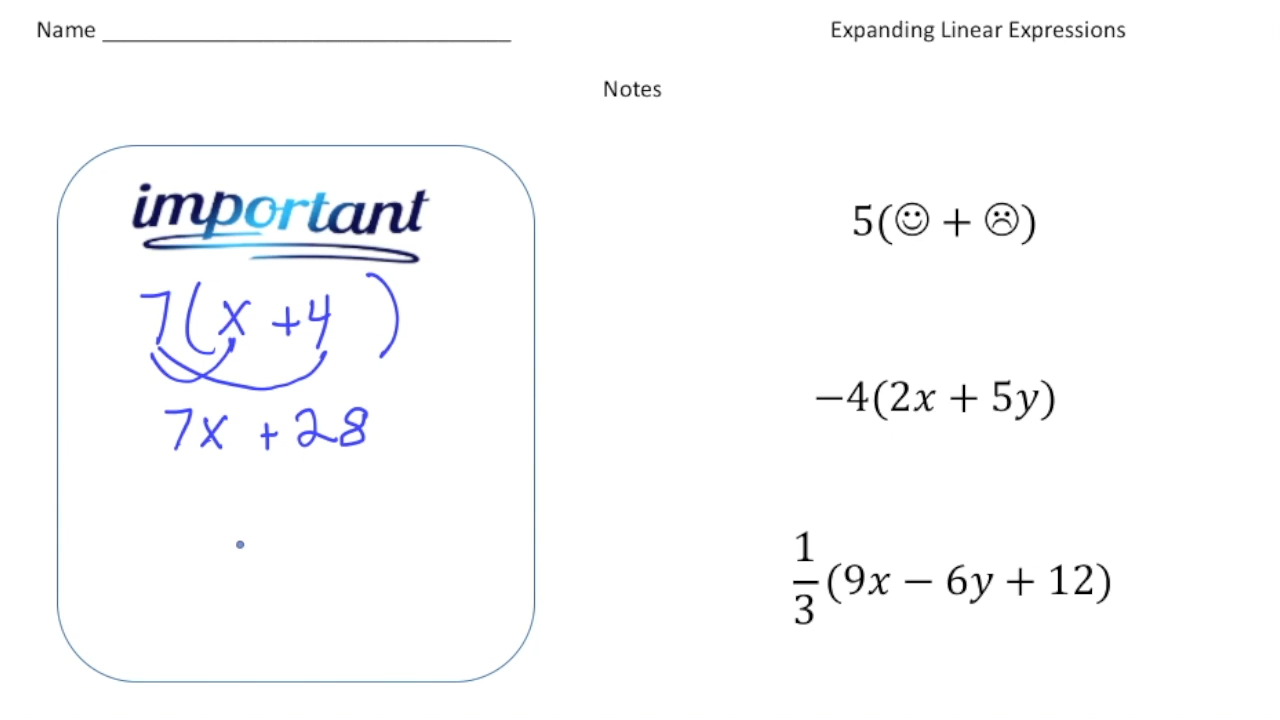 Name ________________________________
Expanding Linear Expressions
Notes
important
7(x + 4)
7x + 28
5(☺ + ☹)
−4(2x + 5y)
1/3(9x − 6y + 12)